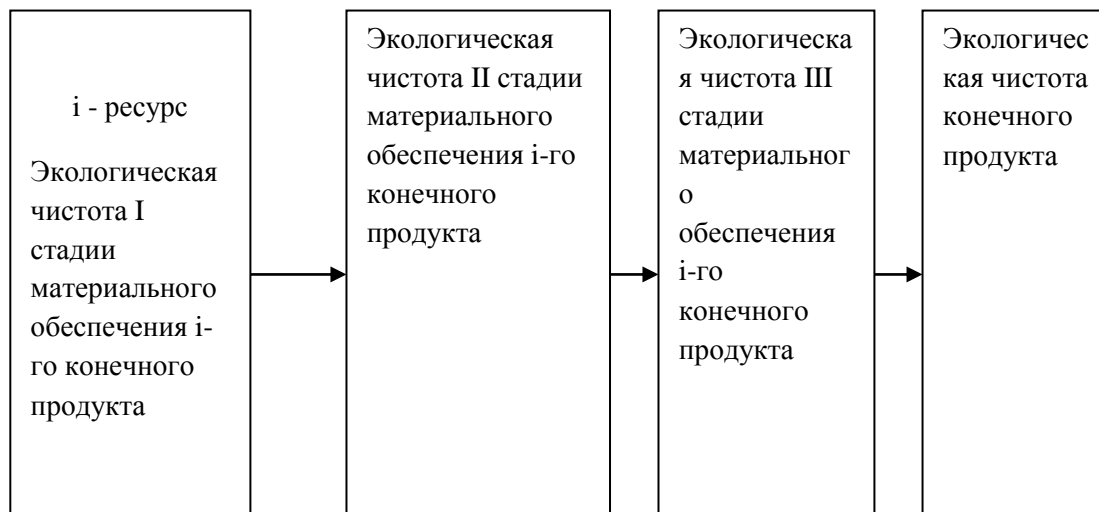 i - ресурс
Экологическая
чистота I
стадии
материального
обеспечения i-
го конечного
продукта
Экологическая
чистота II стадии
материального
обеспечения i-го
конечного
продукта
Экологическа
я чистота III
стадии
материальног
о
обеспечения
i-го
конечного
продукта
Экологичес
кая чистота
конечного
продукта